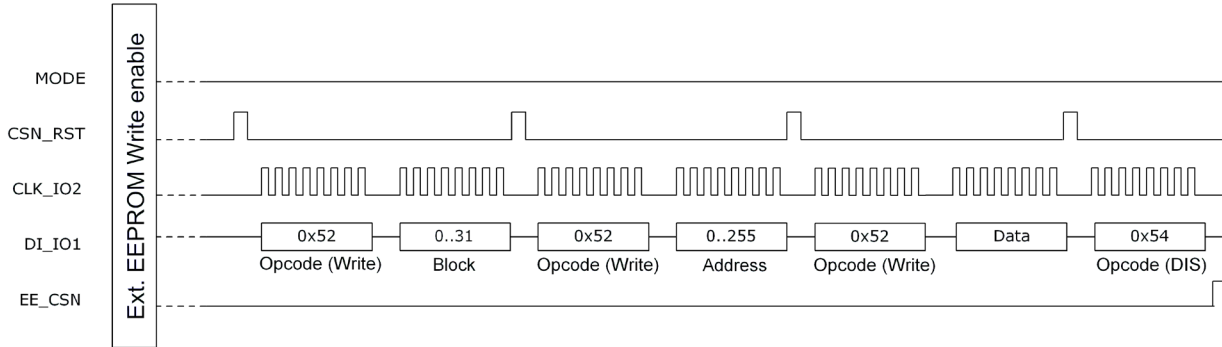 Ext. EEPROM Write enable
MODE
CSN_RST
CLK_IO2
DI_IO1
0x52
0..31
0x52
0..255
0x52
Data
0x54
Opcode (Write)
Block
Opcode (Write)
Address
Opcode (Write)
Opcode (DIS)
EE_CSN